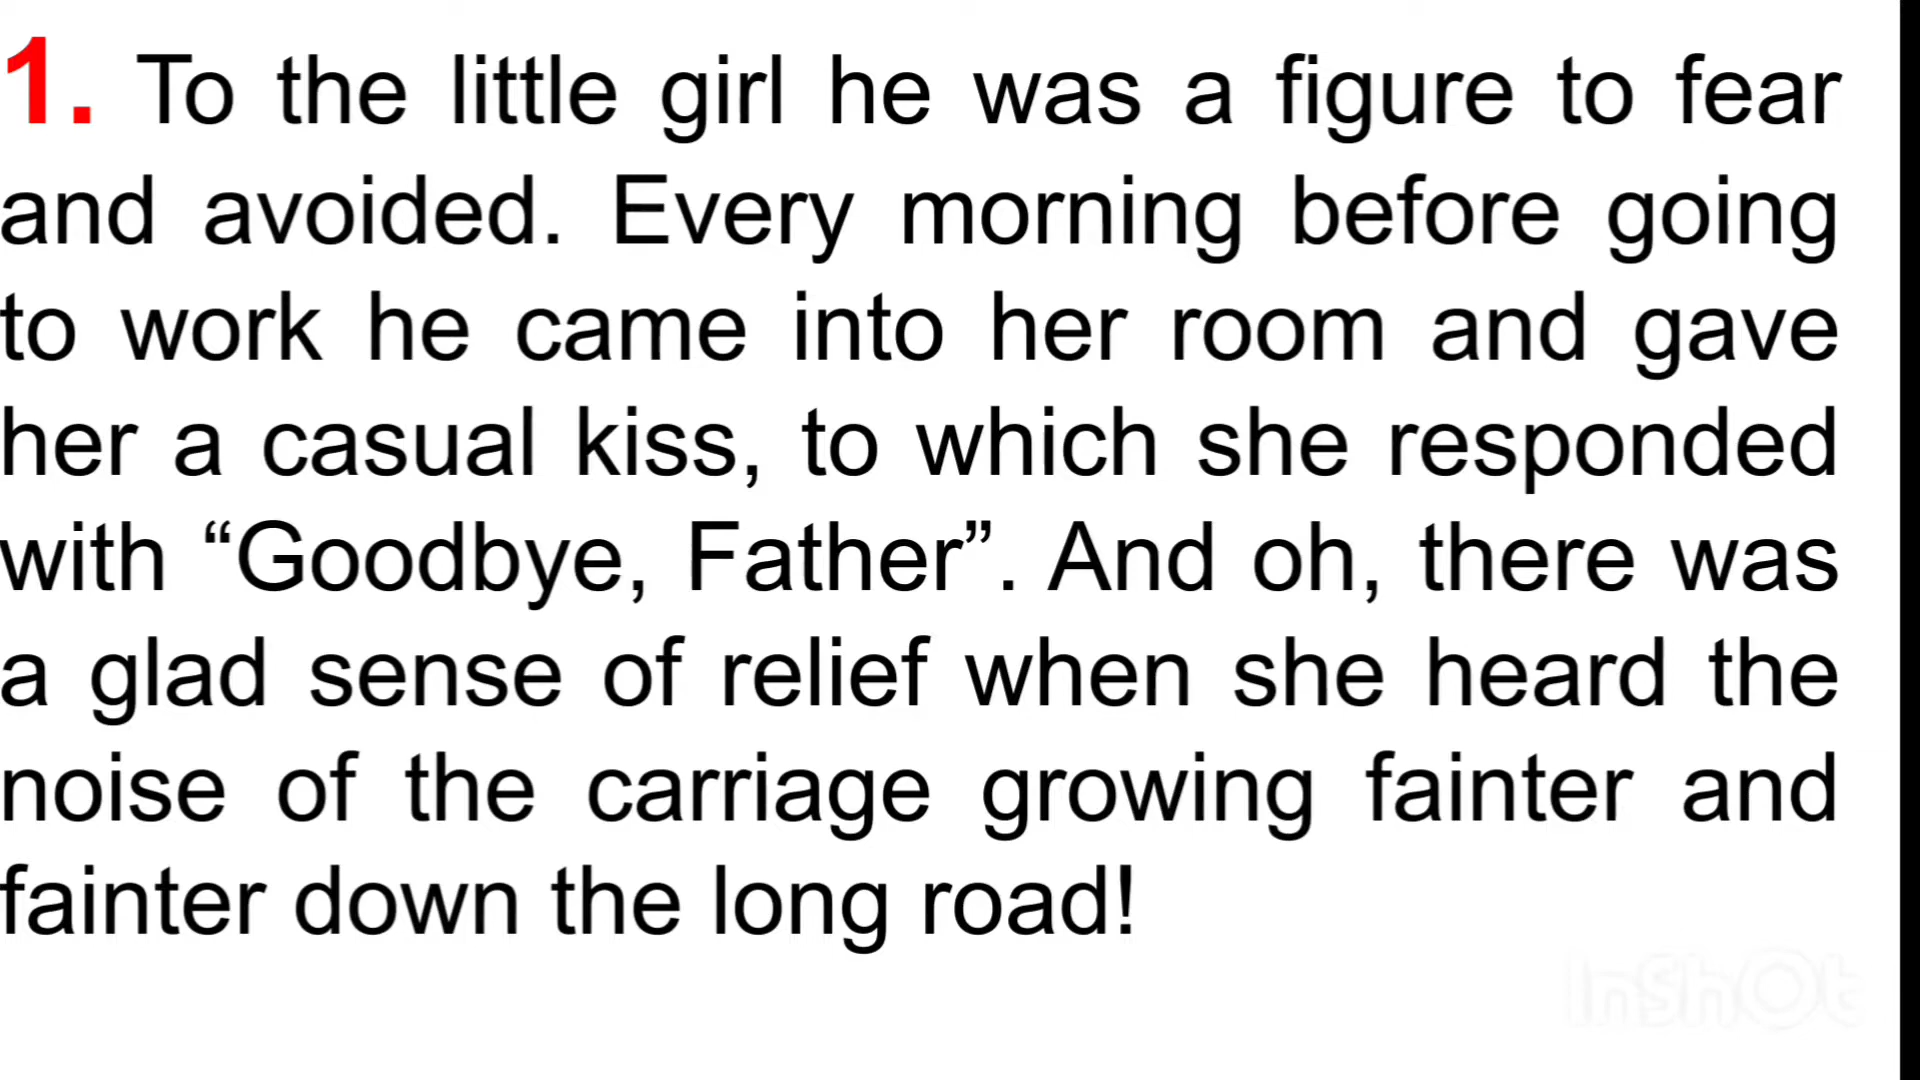 1. To the little girl he was a figure to fear
and avoided. Every morning before going
to work he came into her room and gave
her a casual kiss, to which she responded
with “Goodbye, Father”. And oh, there was
a glad sense of relief when she heard the
noise of the carriage growing fainter and
fainter down the long road!
InShOt